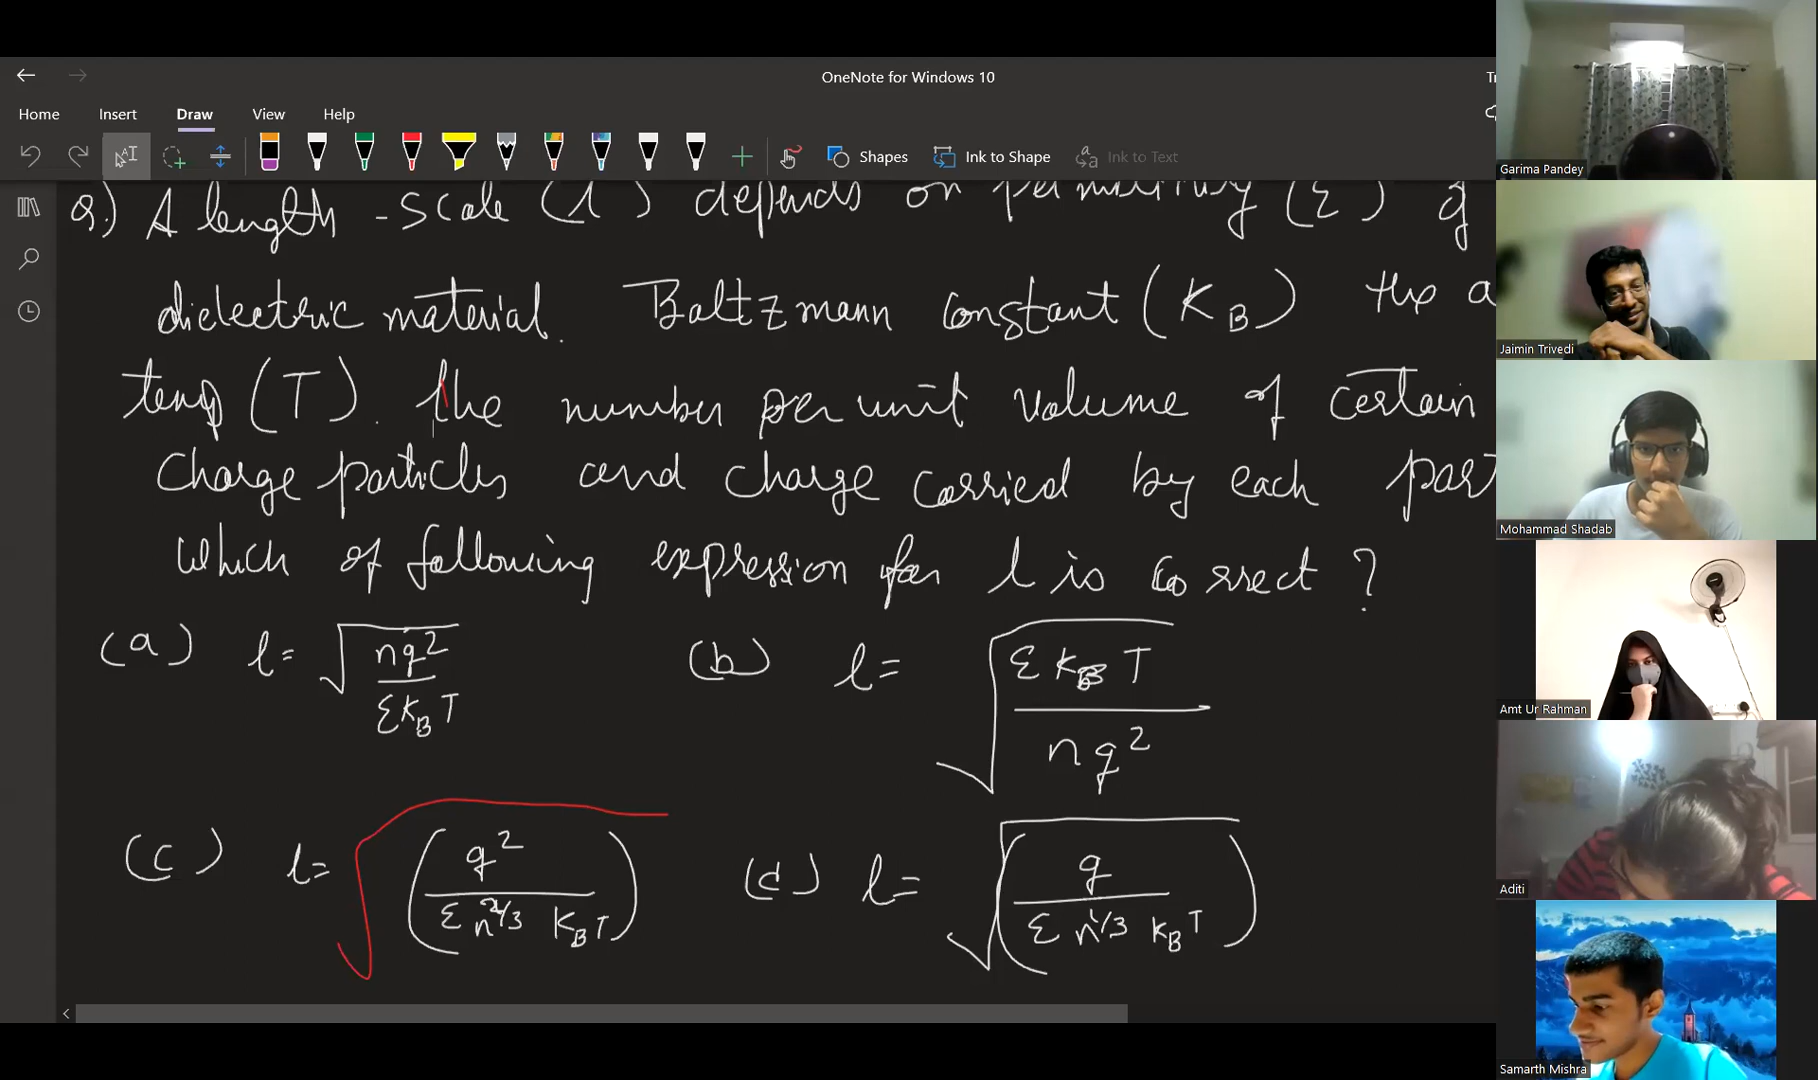 OneNote for Windows 10
Home Insert Draw View Help
Shapes Ink to Shape Ink to Text
Q.) A length - scale (l) depends on permittivity (ε) of
dielectric material. Boltzmann constant (KB) the a
temp (T). the number per unit volume of certain
charge particles and charge carried by each part
which of following expression for l is correct ?
(a) l = √(nq²/εKBT) (b) l = √(εKBT/nq²)
(c) l = √(q²/εn^2/3 KBT) (d) l = √(q/εn^1/3 KBT)
Garima Pandey
Jaimin Trivedi
Mohammad Shadab
Amt Ur Rahman
Aditi
Samarth Mishra